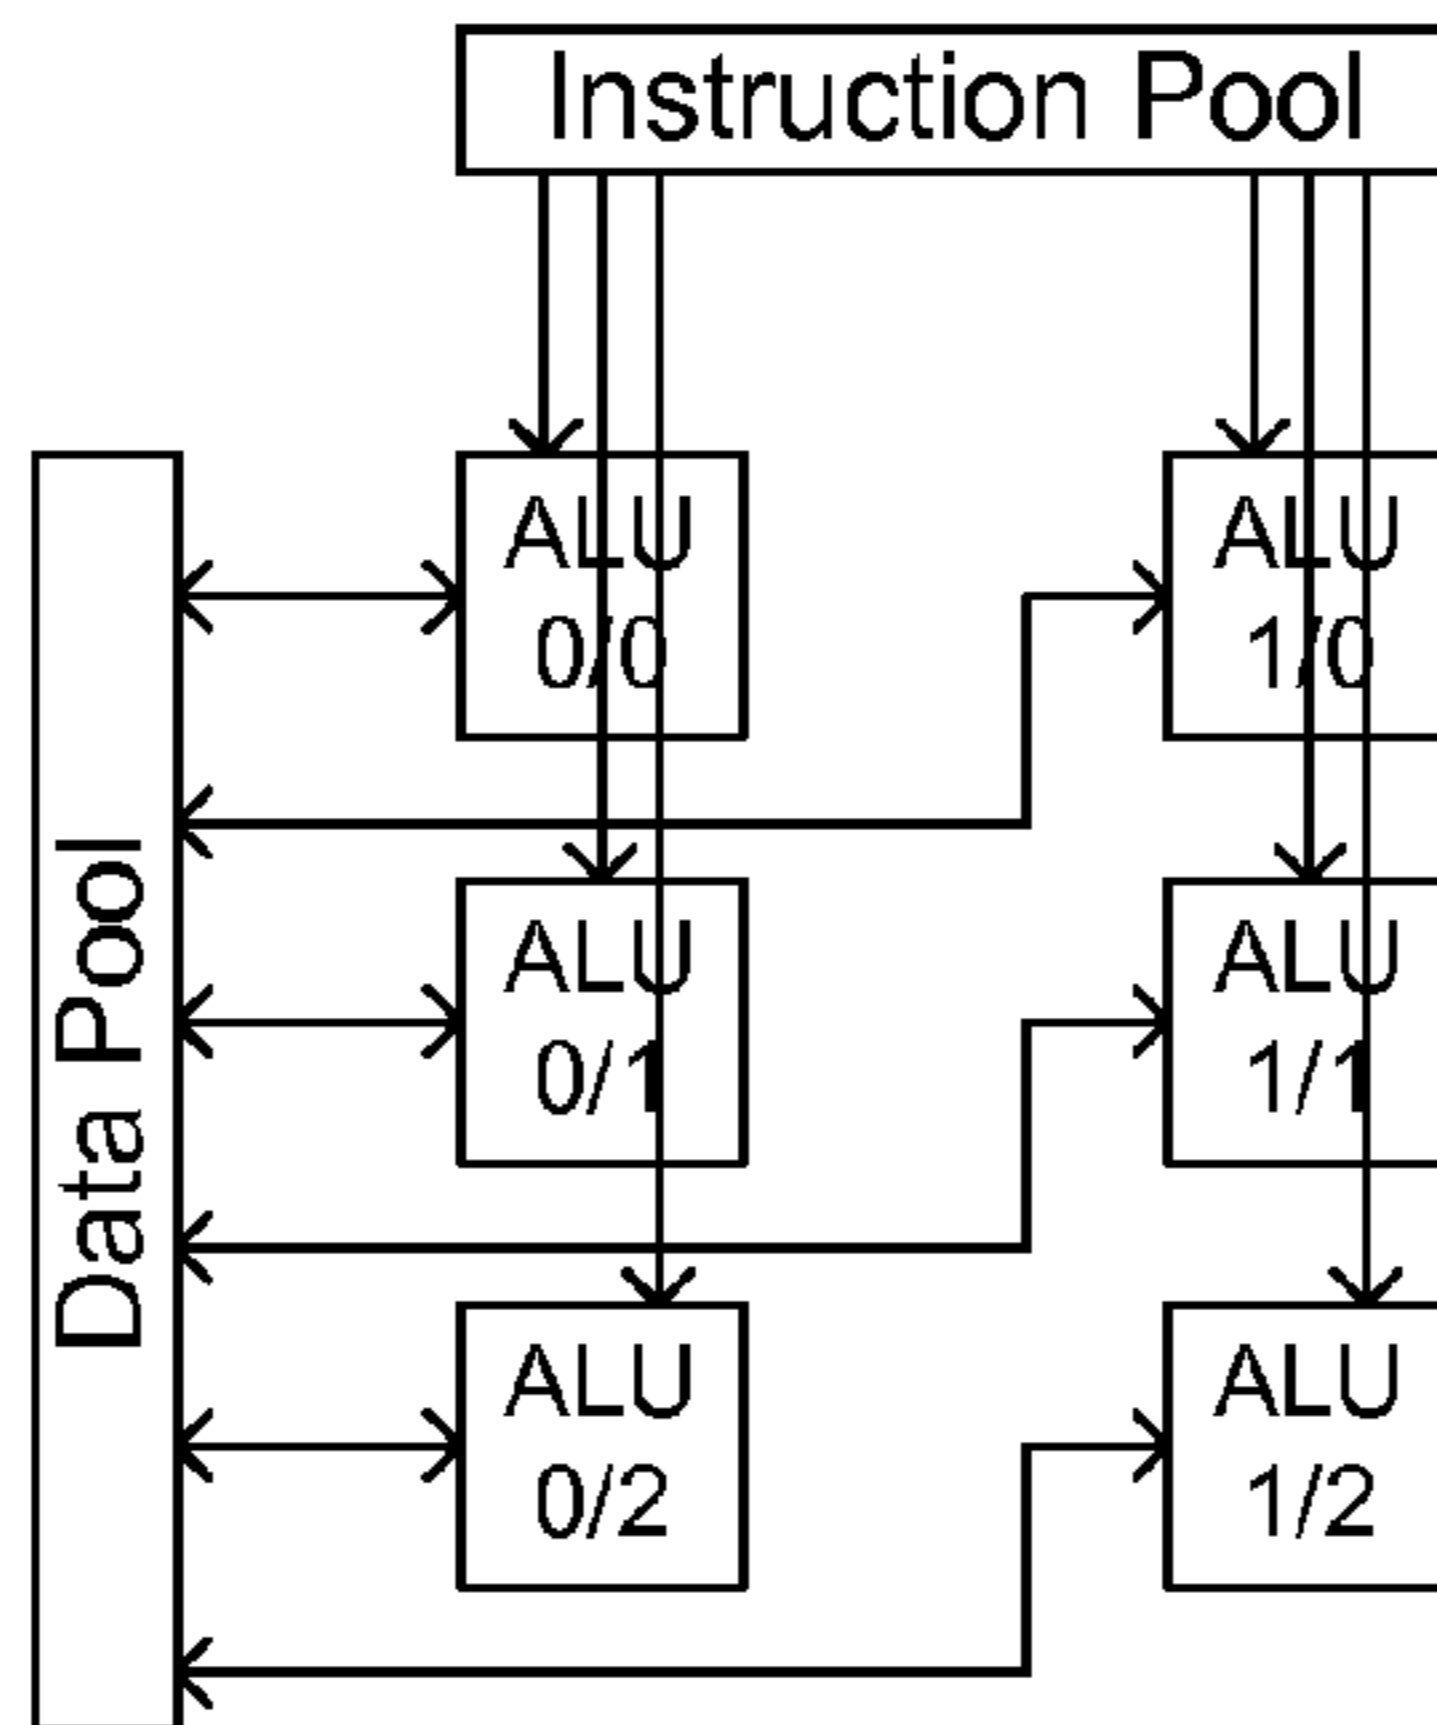 Instruction Pool
Data Pool
ALU
0/0
ALU
1/0
ALU
0/1
ALU
1/1
ALU
0/2
ALU
1/2